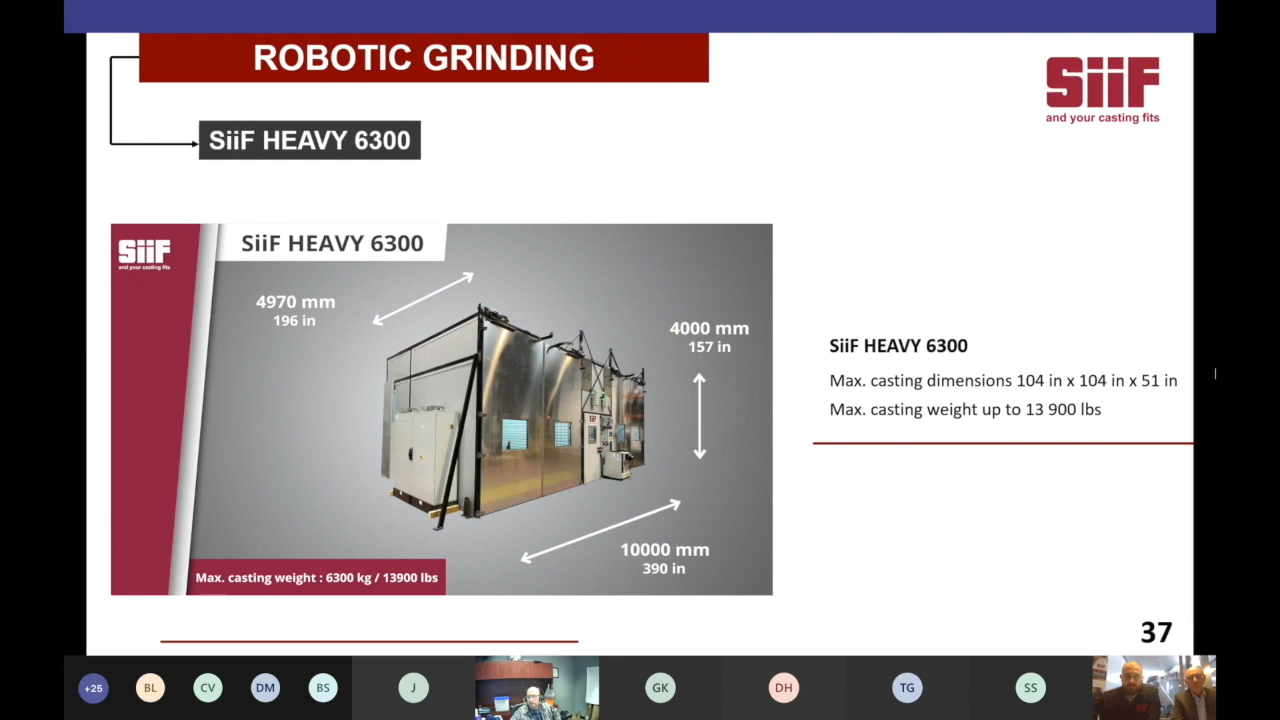 ROBOTIC GRINDING
SiiF
and your casting fits
SiiF HEAVY 6300
SiiF
and your casting fits
SiiF HEAVY 6300
4970 mm
196 in
4000 mm
157 in
10000 mm
390 in
Max. casting weight : 6300 kg / 13900 lbs
SiiF HEAVY 6300
Max. casting dimensions 104 in x 104 in x 51 in
Max. casting weight up to 13 900 lbs
37
+25
BL
CV
DM
BS
J
GK
DH
TG
SS